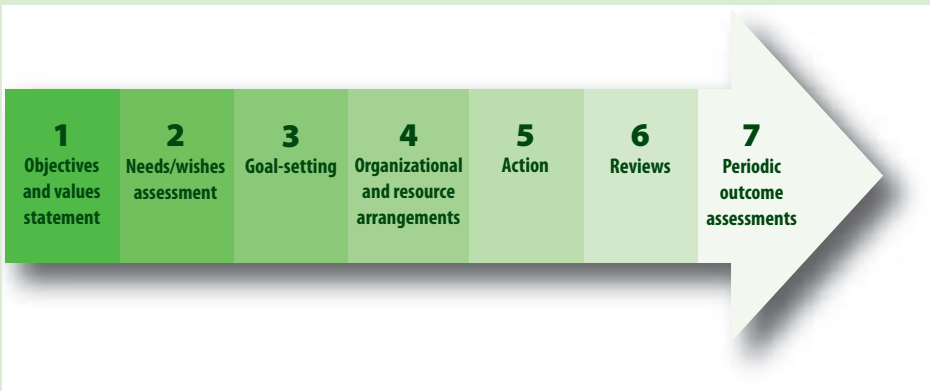 1
Objectives
and values
statement
2
Needs/wishes
assessment
3
Goal-setting
4
Organizational
and resource
arrangements
5
Action
6
Reviews
7
Periodic
outcome
assessments